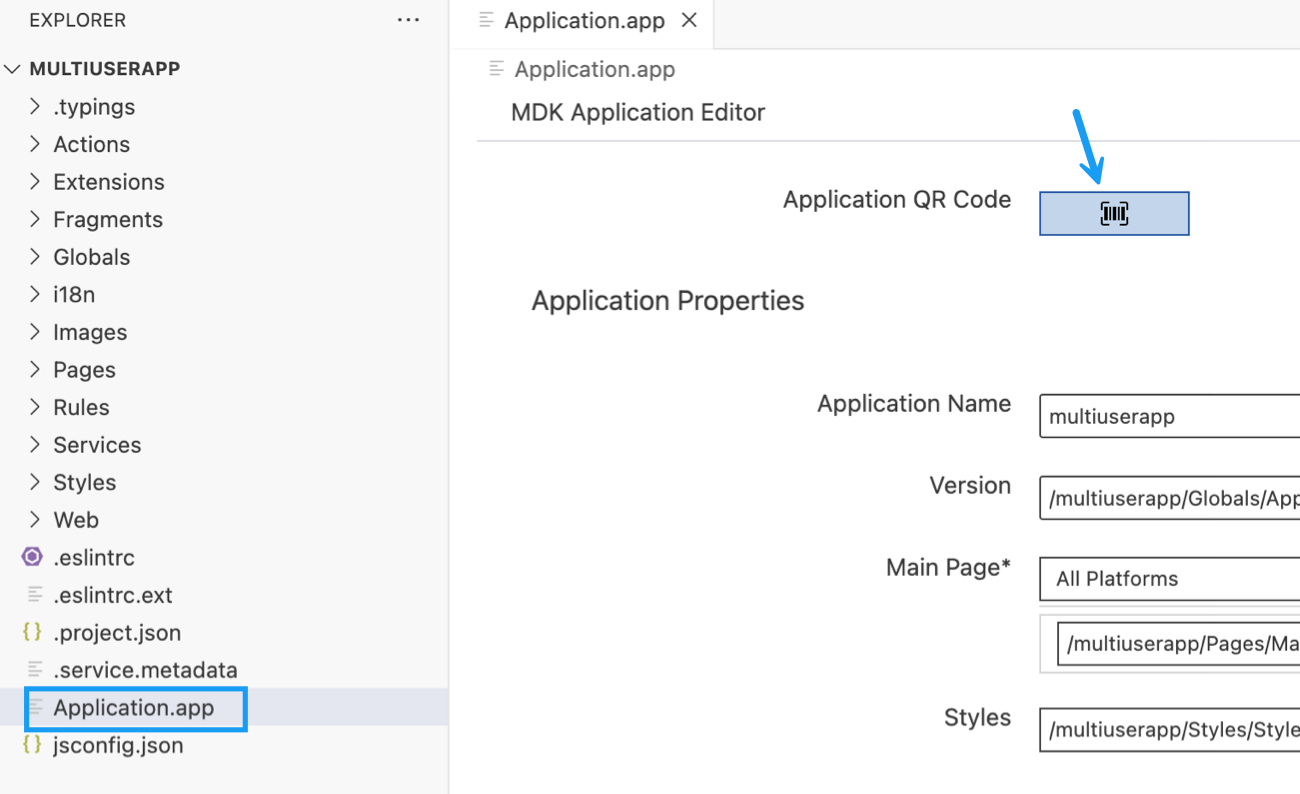 EXPLORER
MULTIUSERAPP
.typings
Actions
Extensions
Fragments
Globals
i18n
Images
Pages
Rules
Services
Styles
Web
.eslintrc
.eslintrc.ext
.project.json
.service.metadata
Application.app
jsconfig.json
Application.app
Application.app
MDK Application Editor
Application QR Code
Application Properties
Application Name
multiuserapp
Version
/multiuserapp/Globals/App
Main Page*
All Platforms
/multiuserapp/Pages/Ma
Styles
/multiuserapp/Styles/Style